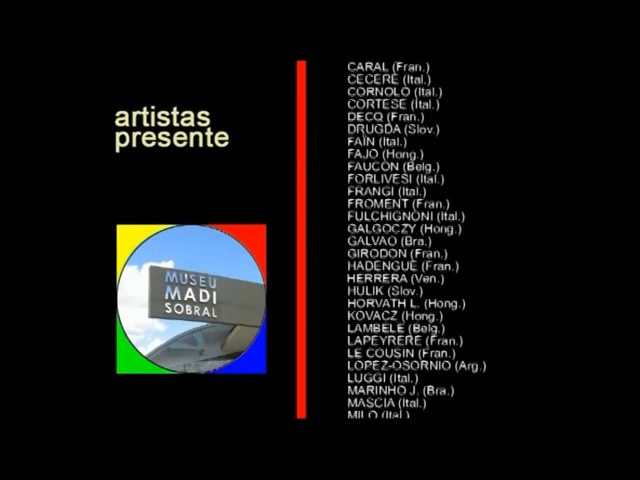 artistas
presente
MUSEU
MADI
SOBRAL
CARAL (Fran.)
CECERE (Ital.)
CORNOLO (Ital.)
CORTESE (Ital.)
DECQ (Fran.)
DRUGDA (Slov.)
FAIN (Ital.)
FAJO (Hong.)
FAUCON (Belg.)
FORLIVESI (Ital.)
FRANGI (Ital.)
FROMENT (Fran.)
FULCHIGNONI (Ital.)
GALGOCZY (Hong.)
GALVAO (Bra.)
GIRODON (Fran.)
HADENGUE (Fran.)
HERRERA (Ven.)
HULIK (Slov.)
HORVATH L. (Hong.)
KOVACZ (Hong.)
LAMBELE (Belg.)
LAPEYRERE (Fran.)
LE COUSIN (Fran.)
LOPEZ-OSORNIO (Arg.)
LUGGI (Ital.)
MARINHO J. (Bra.)
MASCIA (Ital.)
MILO (Ital.)